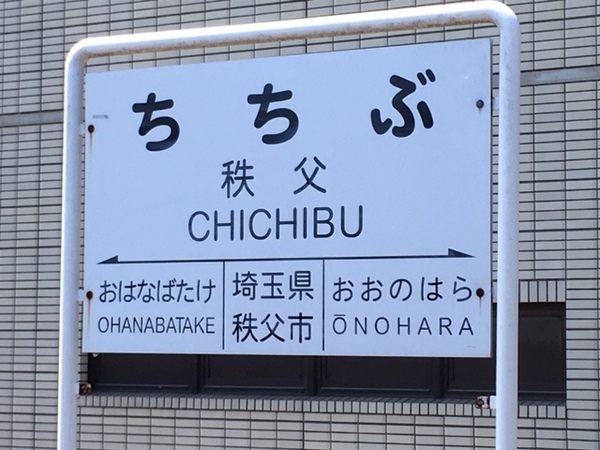 ちちぶ
秩父
CHICHIBU
おはなばたけ
OHANABATAKE
埼玉県
秩父市
おおのはら
ŌNOHARA